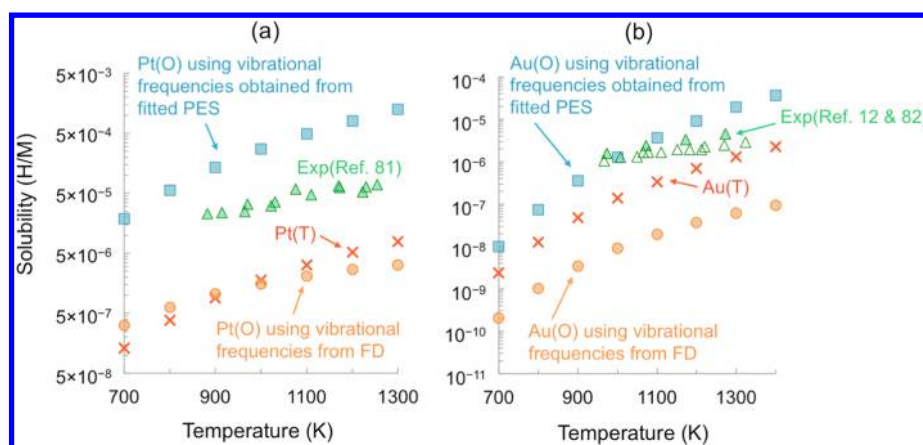 (a)
Pt(O) using vibrational
frequencies obtained from
fitted PES
Exp(Ref. 81)
Pt(T)
Pt(O) using vibrational
frequencies from FD
Solubility (H/M)
5×10⁻³
5×10⁻⁴
5×10⁻⁵
5×10⁻⁶
5×10⁻⁷
5×10⁻⁸
700
900
1100
1300
Temperature (K)
(b)
Au(O) using vibrational
frequencies obtained from
fitted PES
Exp(Ref. 12 & 82)
Au(T)
Au(O) using vibrational
frequencies from FD
10⁻⁴
10⁻⁵
10⁻⁶
10⁻⁷
10⁻⁸
10⁻⁹
10⁻¹⁰
10⁻¹¹
700
900
1100
1300
Temperature (K)